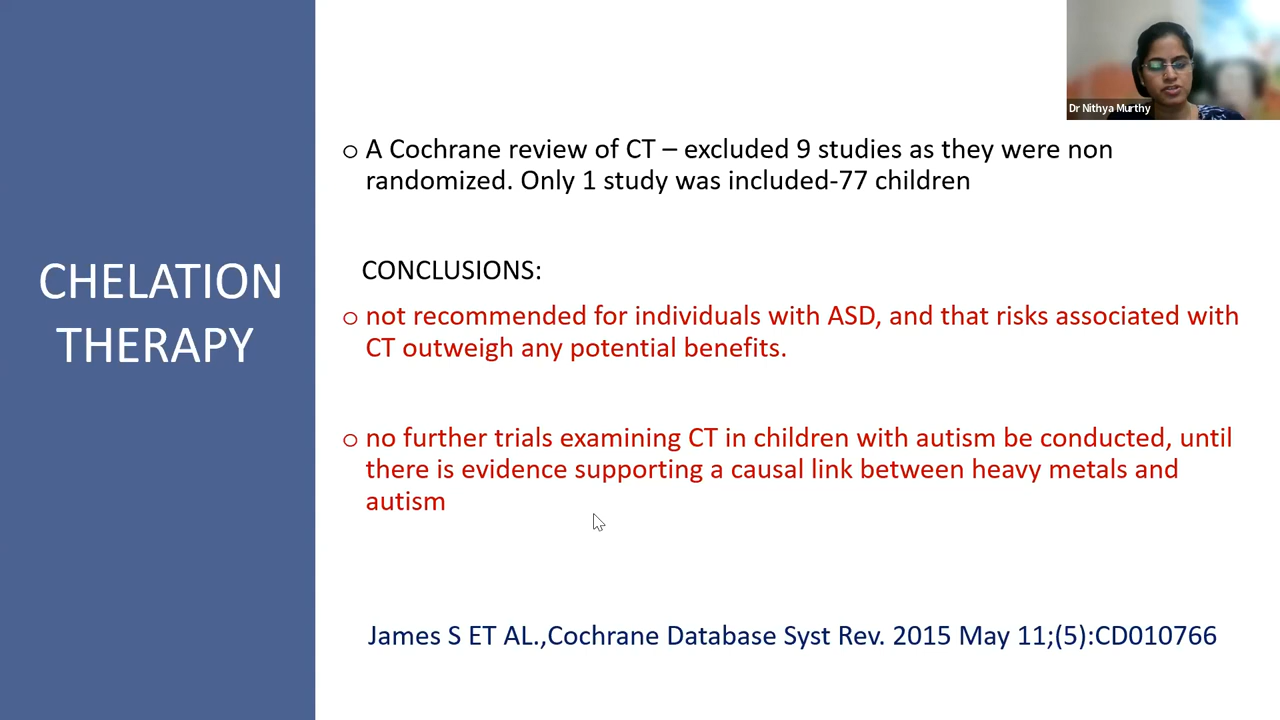 Dr Nithya Murthy
CHELATION
THERAPY
o A Cochrane review of CT – excluded 9 studies as they were non
randomized. Only 1 study was included-77 children
CONCLUSIONS:
o not recommended for individuals with ASD, and that risks associated with
CT outweigh any potential benefits.
o no further trials examining CT in children with autism be conducted, until
there is evidence supporting a causal link between heavy metals and
autism
James S ET AL.,Cochrane Database Syst Rev. 2015 May 11;(5):CD010766